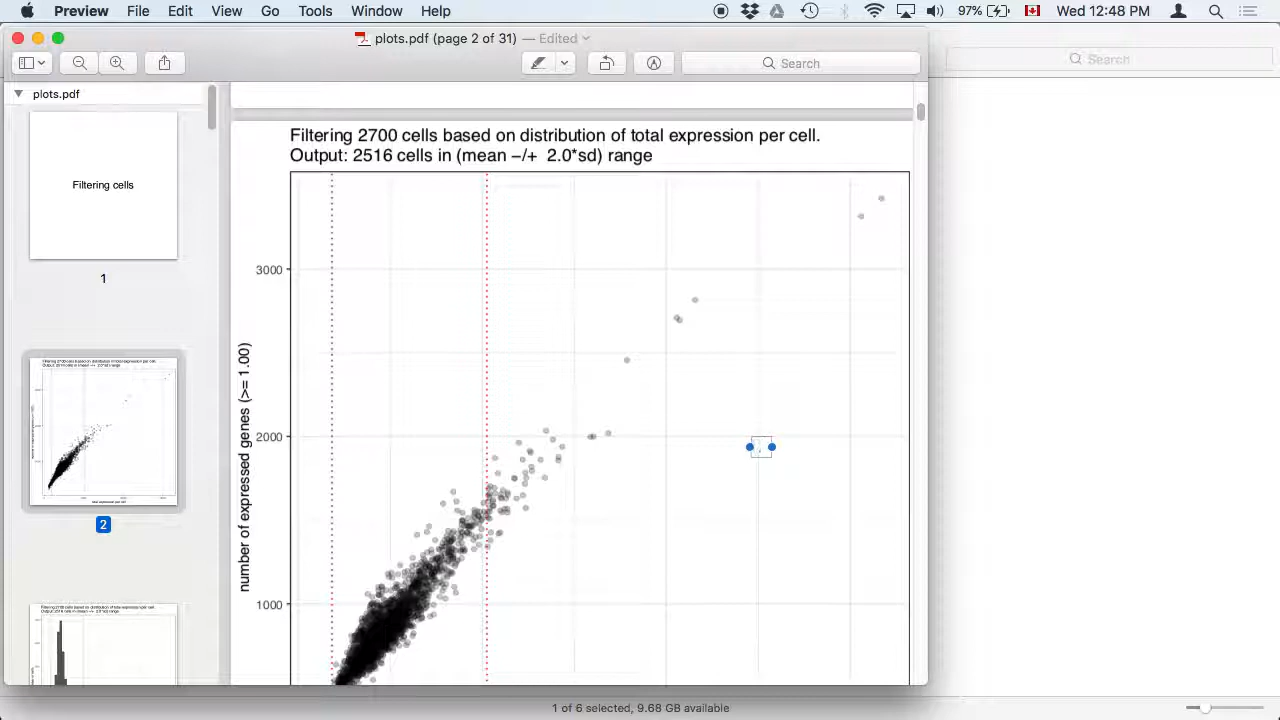 Preview File Edit View Go Tools Window Help 97% Wed 12:48 PM
plots.pdf (page 2 of 31) — Edited
Search
Search
plots.pdf
Filtering cells
1
2
Filtering 2700 cells based on distribution of total expression per cell.
Output: 2516 cells in (mean −/+ 2.0*sd) range
3000
2000
1000
number of expressed genes (>= 1.00)
1 of 6 selected, 9.68 GB available